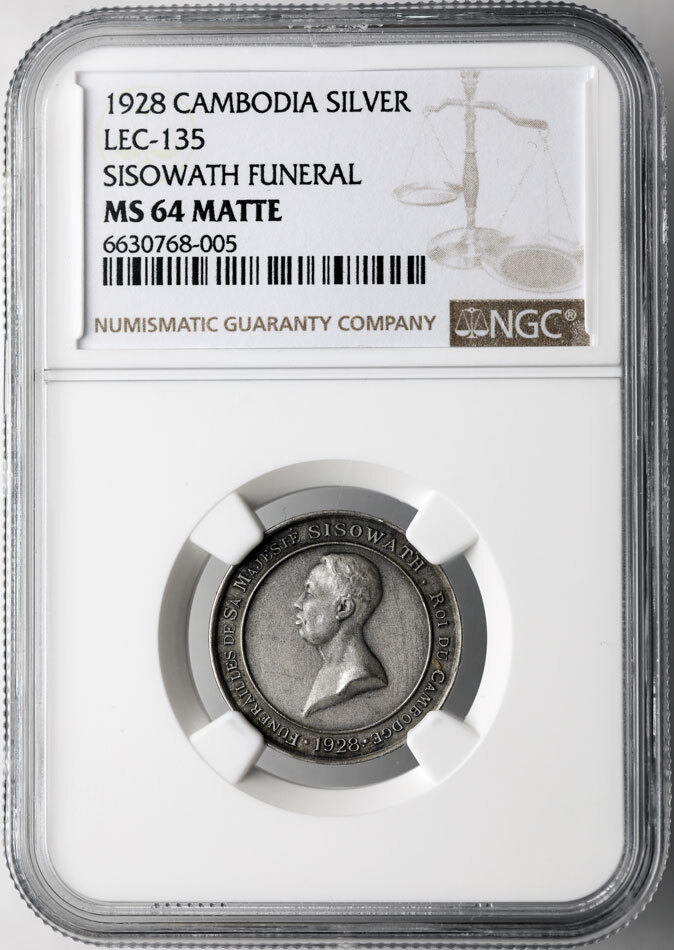 1928 CAMBODIA SILVER
LEC-135
SISOWATH FUNERAL
MS 64 MATTE
6630768-005
NUMISMATIC GUARANTY COMPANY
NGC®
FUNERAILLES DE SA MAJESTÉ SISOWATH · ROI DU CAMBODGE
· 1928 ·